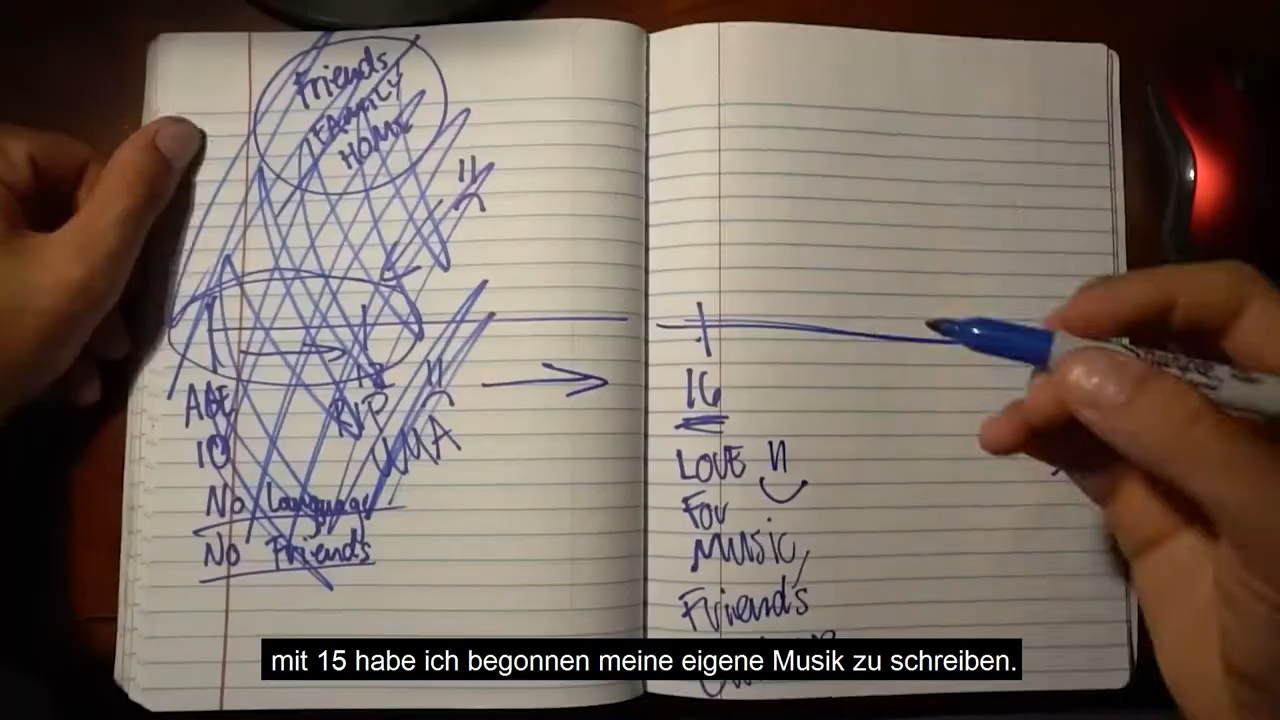 Friends
FAMILY
HOME
AGE
10
RIP
No Language
No Friends
16
LOVE
For
MUSIC,
Friends
mit 15 habe ich begonnen meine eigene Musik zu schreiben.